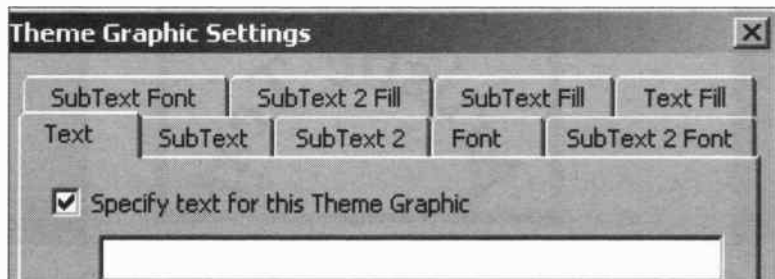 Theme Graphic Settings
SubText Font SubText 2 Fill SubText Fill Text Fill
Text SubText SubText 2 Font SubText 2 Font
Specify text for this Theme Graphic